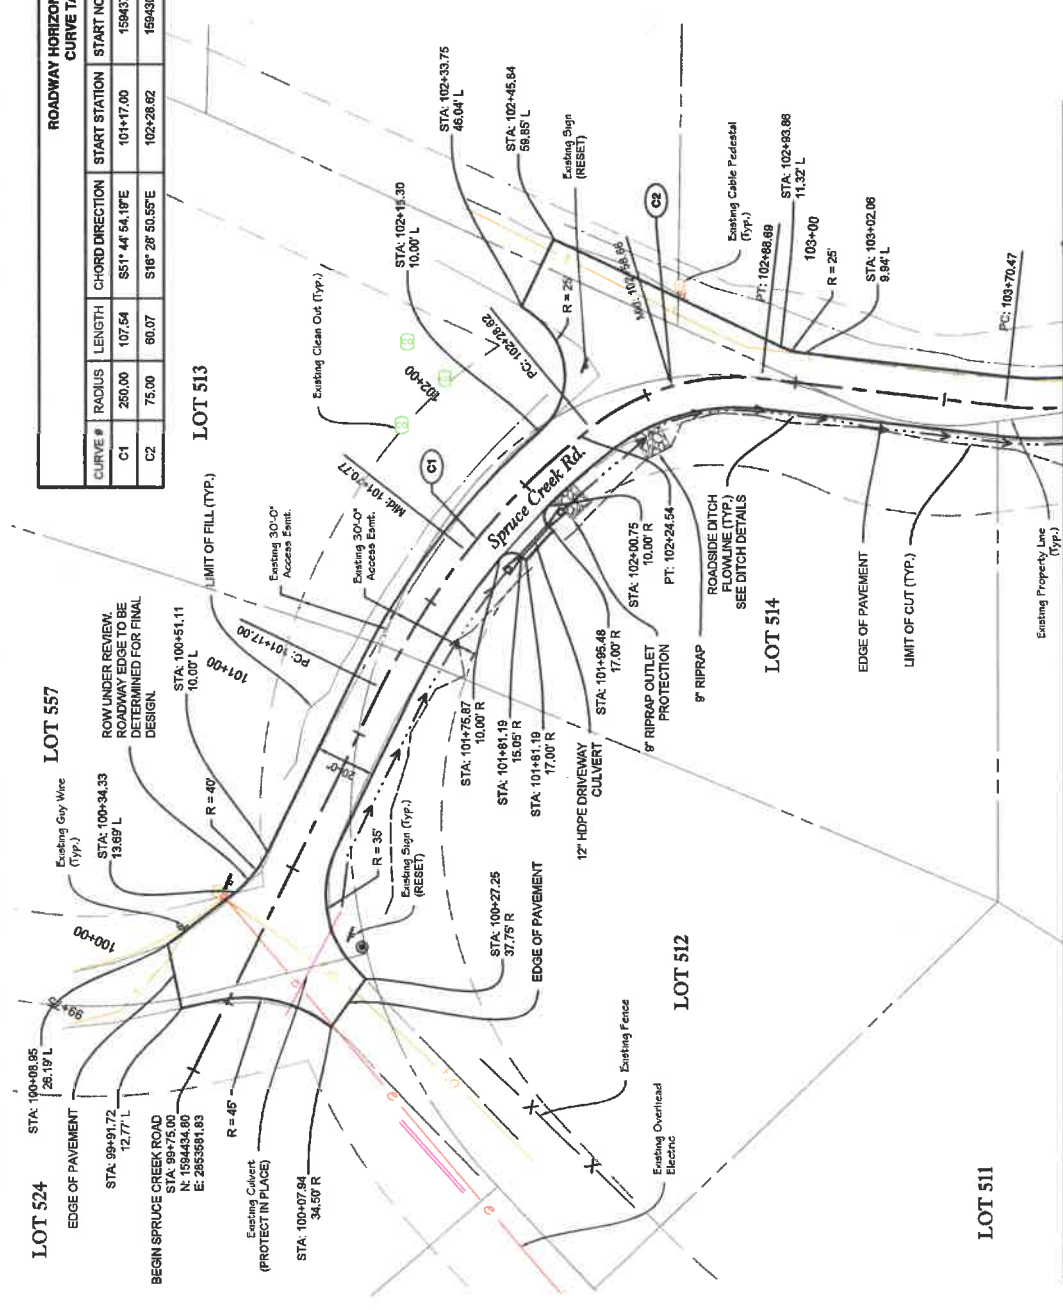 ROADWAY HORIZON
CURVE TA
CURVE # RADIUS LENGTH CHORD DIRECTION START STATION START NO
C1 250.00 107.54 S51° 44' 54.19"E 101+17.00 15943
C2 75.00 60.07 S16° 28' 50.55"E 102+28.62 159430
LOT 524
STA: 100+08.95
26.19' L
EDGE OF PAVEMENT
STA: 99+91.72
12.77' L
BEGIN SPRUCE CREEK ROAD
STA: 99+75.00
N: 1594434.80
E: 2853581.83
R = 45'
Existing Culvert
(PROTECT IN PLACE)
STA: 100+07.94
34.50' R
100+00
Existing Guy Wire
(Typ.)
LOT 557
STA: 100+34.33
13.69' L
ROW UNDER REVIEW.
ROADWAY EDGE TO BE
DETERMINED FOR FINAL
DESIGN.
R = 40'
STA: 100+51.11
10.00' L
101+00
PC: 101+17.00
LIMIT OF FILL (TYP.)
LOT 513
Existing 30'-0"
Access Esmt.
Existing 30'-0"
Access Esmt.
Mid: 101+70.77
C1
Existing Clean Out (Typ.)
102+00
STA: 102+15.30
10.00' L
PC: 102+28.62
STA: 102+33.75
46.04' L
STA: 102+45.84
59.85' L
Existing Sign
(RESET)
R = 25'
C2
Existing Cable Pedestal
(Typ.)
PT: 102+88.69
STA: 102+93.86
11.32' L
103+00
R = 25'
STA: 103+02.06
9.94' L
PC: 103+70.47
20'-0"
Spruce Creek Rd.
R = 35'
Existing Sign (Typ.)
(RESET)
STA: 100+27.25
37.75' R
EDGE OF PAVEMENT
STA: 101+75.87
10.00' R
STA: 101+81.19
15.05' R
STA: 101+81.19
17.00' R
12" HDPE DRIVEWAY
CULVERT
STA: 101+95.48
17.00' R
STA: 102+00.75
10.00' R
PT: 102+24.54
9" RIPRAP OUTLET
PROTECTION
9" RIPRAP
ROADSIDE DITCH
FLOWLINE (TYP.)
SEE DITCH DETAILS
LOT 514
EDGE OF PAVEMENT
LIMIT OF CUT (TYP.)
Existing Property Line
(Typ.)
LOT 512
Existing Fence
Existing Overhead
Electric
LOT 511